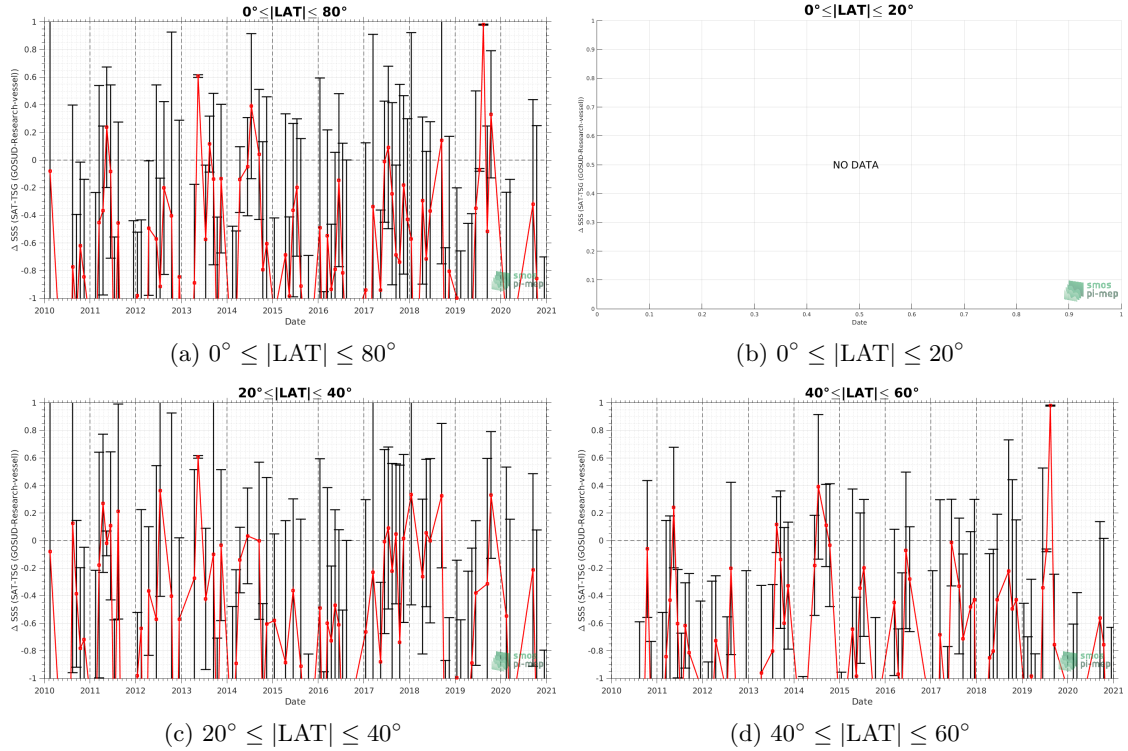 0°≤|LAT|≤ 80°
Δ SSS (SAT-TSG (GOSUD-Research-vessel))
1
0.8
0.6
0.4
0.2
0
-0.2
-0.4
-0.6
-0.8
-1
2010 2011 2012 2013 2014 2015 2016 2017 2018 2019 2020 2021
Date
smos
pi-mep
(a) 0° ≤ |LAT| ≤ 80°
0°≤|LAT|≤ 20°
Δ SSS (SAT-TSG (GOSUD-Research-vessel))
1
0.9
0.8
0.7
0.6
0.5
0.4
0.3
0.2
0.1
0
NO DATA
0 0.1 0.2 0.3 0.4 0.5 0.6 0.7 0.8 0.9 1
Date
smos
pi-mep
(b) 0° ≤ |LAT| ≤ 20°
20°≤|LAT|≤ 40°
Δ SSS (SAT-TSG (GOSUD-Research-vessel))
1
0.8
0.6
0.4
0.2
0
-0.2
-0.4
-0.6
-0.8
-1
2010 2011 2012 2013 2014 2015 2016 2017 2018 2019 2020 2021
Date
smos
pi-mep
(c) 20° ≤ |LAT| ≤ 40°
40°≤|LAT|≤ 60°
Δ SSS (SAT-TSG (GOSUD-Research-vessel))
1
0.8
0.6
0.4
0.2
0
-0.2
-0.4
-0.6
-0.8
-1
2010 2011 2012 2013 2014 2015 2016 2017 2018 2019 2020 2021
Date
smos
pi-mep
(d) 40° ≤ |LAT| ≤ 60°